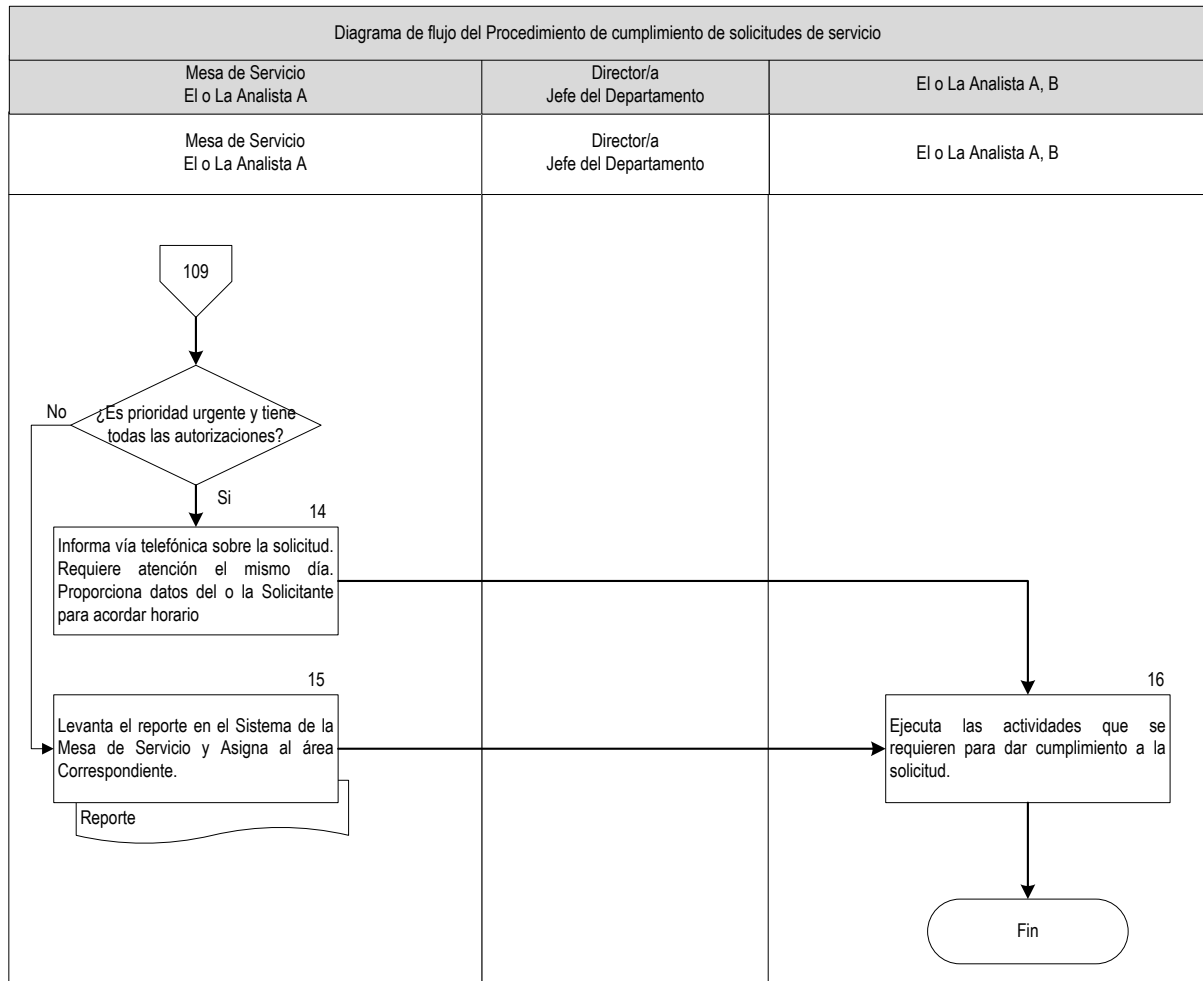 Diagrama de flujo del Procedimiento de cumplimiento de solicitudes de servicio
Mesa de Servicio
El o La Analista A
Director/a
Jefe del Departamento
El o La Analista A, B
Mesa de Servicio
El o La Analista A
Director/a
Jefe del Departamento
El o La Analista A, B
109
No
¿Es prioridad urgente y tiene
todas las autorizaciones?
Si
14
Informa vía telefónica sobre la solicitud.
Requiere atención el mismo día.
Proporciona datos del o la Solicitante
para acordar horario
15
Levanta el reporte en el Sistema de la
Mesa de Servicio y Asigna al área
Correspondiente.
Reporte
16
Ejecuta las actividades que se
requieren para dar cumplimiento a la
solicitud.
Fin